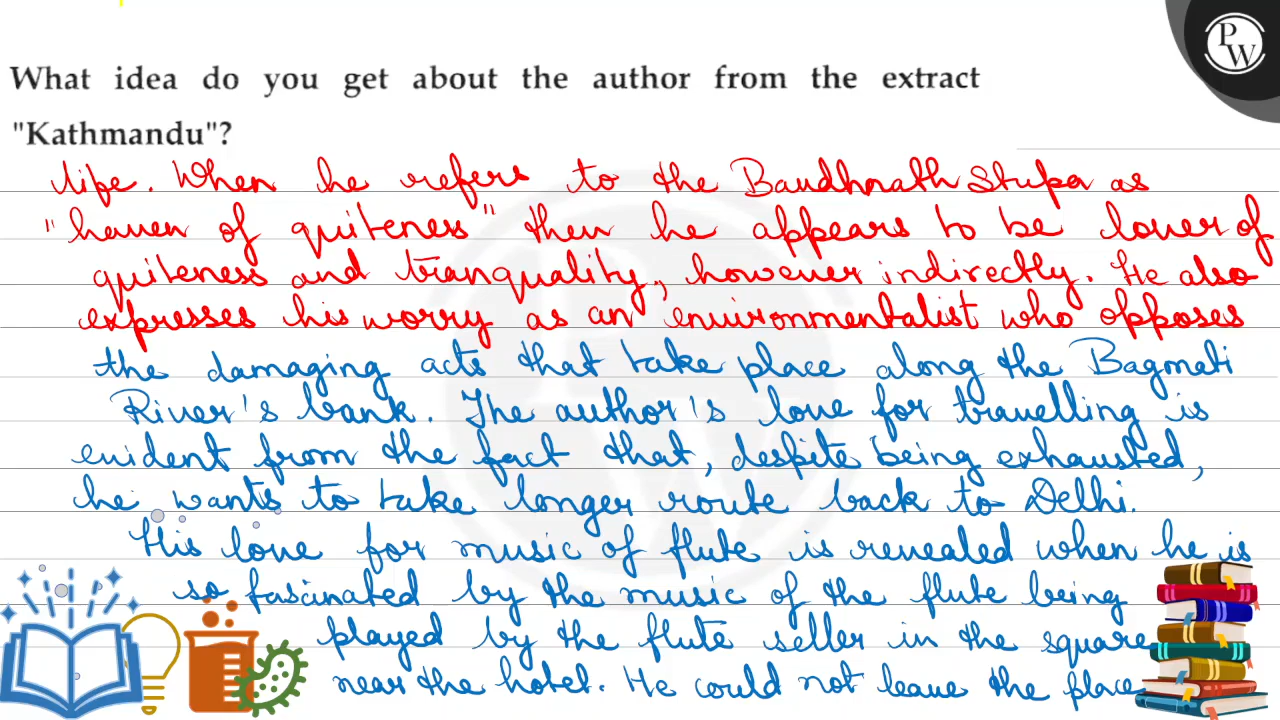 PW
What idea do you get about the author from the extract
"Kathmandu"?
life. When he refers to the Baudhnath Stupa as
"haven of quiteness" then he appears to be lover of
quiteness and tranquality, however indirectly. He also
expresses his worry as an environmentalist who opposes
the damaging acts that take place along the Bagmati
River's bank. The author's love for travelling is
evident from the fact that, despite being exhausted,
he wants to take longer route back to Delhi.
His love for music of flute is revealed when he is
so fascinated by the music of the flute being
played by the flute seller in the square
near the hotel. He could not leave the place